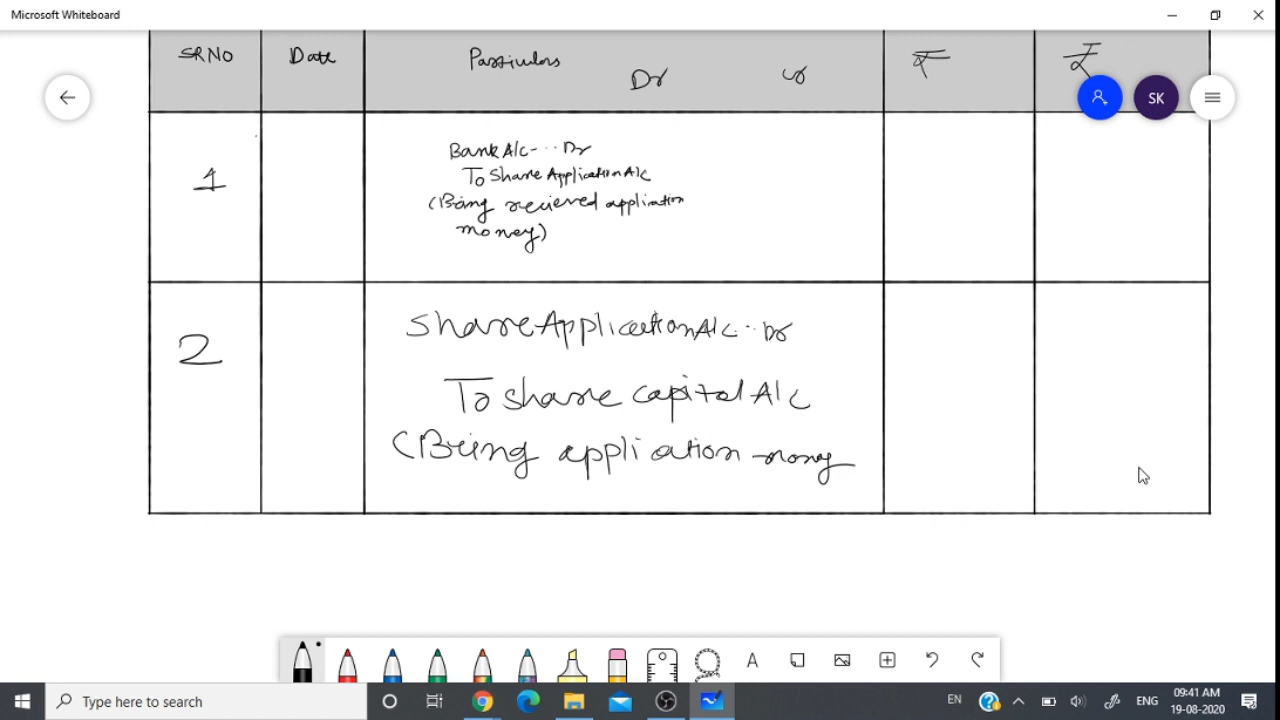 Microsoft Whiteboard
SRNO Date Particulars ₹ ₹
Dr cr
SK
1
Bank A/c --- Dr
To Share Application A/c
(Being recieved application
money)
2
Share Application A/c -- Dr
To share capital A/c
(Being application money
A
Type here to search
EN
ENG
09:41 AM
19-08-2020